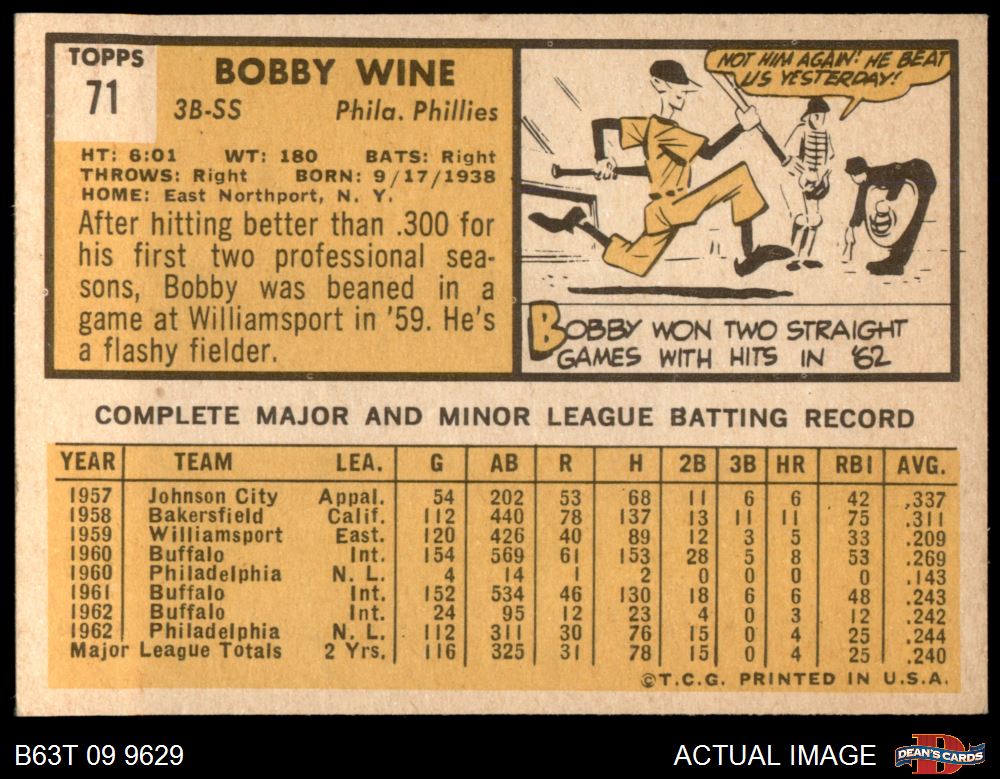 TOPPS
71
BOBBY WINE
3B-SS Phila. Phillies
HT: 6:01 WT: 180 BATS: Right
THROWS: Right BORN: 9/17/1938
HOME: East Northport, N. Y.
After hitting better than .300 for
his first two professional sea-
sons, Bobby was beaned in a
game at Williamsport in '59. He's
a flashy fielder.
NOT HIM AGAIN! HE BEAT
US YESTERDAY!
BOBBY WON TWO STRAIGHT
GAMES WITH HITS IN '62
COMPLETE MAJOR AND MINOR LEAGUE BATTING RECORD
YEAR TEAM LEA. G AB R H 2B 3B HR RBI AVG.
1957 Johnson City Appal. 54 202 53 68 11 6 6 42 .337
1958 Bakersfield Calif. 112 440 78 137 13 11 11 75 .311
1959 Williamsport East. 120 426 40 89 12 3 5 33 .209
1960 Buffalo Int. 154 569 61 153 28 5 8 53 .269
1960 Philadelphia N. L. 4 14 1 2 0 0 0 0 .143
1961 Buffalo Int. 152 534 46 130 18 6 6 48 .243
1962 Buffalo Int. 24 95 12 23 4 0 3 12 .242
1962 Philadelphia N. L. 112 311 30 76 15 0 4 25 .244
Major League Totals 2 Yrs. 116 325 31 78 15 0 4 25 .240
©T.C.G. PRINTED IN U.S.A.
B63T 09 9629
ACTUAL IMAGE
DEAN'S CARDS